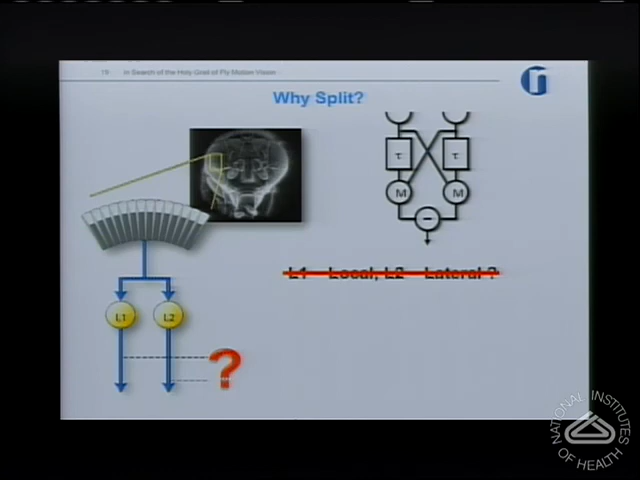 19 In Search of the Holy Grail of Fly Motion Vision
Why Split?
τ τ
M M
−
L1 = Local, L2 = Lateral ?
L1 L2
?
NATIONAL INSTITUTES OF HEALTH